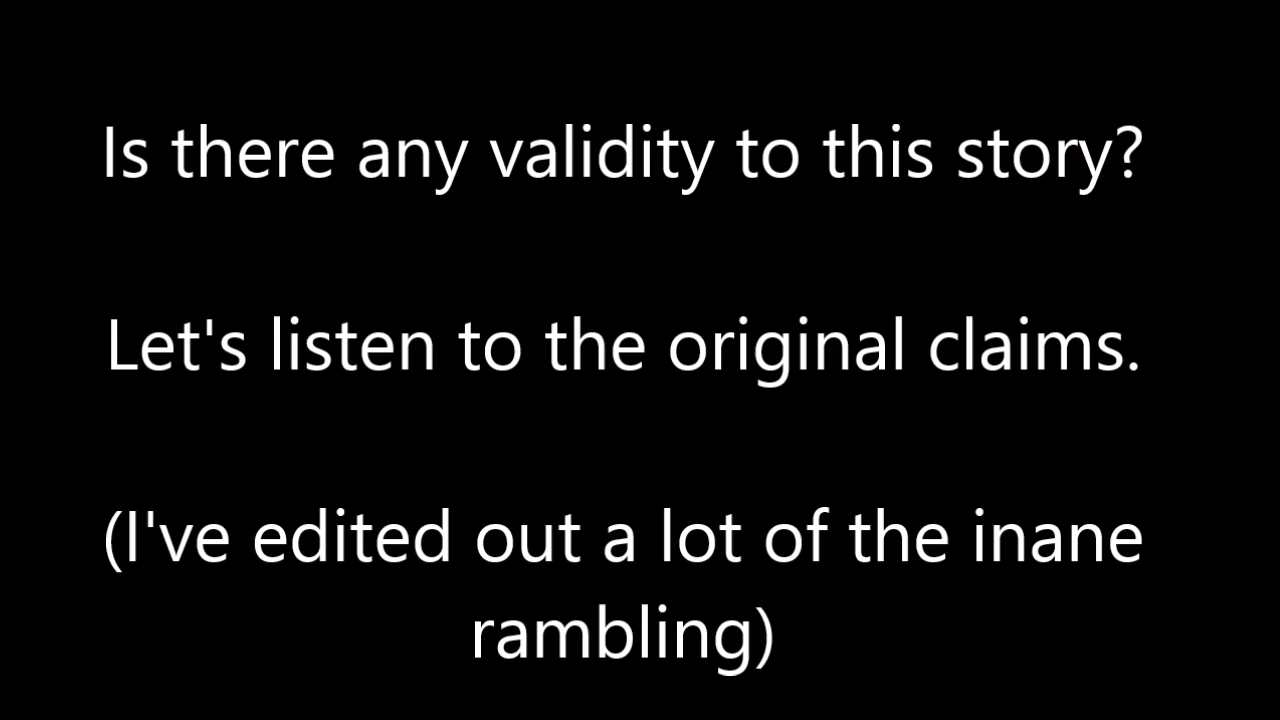 Is there any validity to this story?
Let's listen to the original claims.
(I've edited out a lot of the inane
rambling)